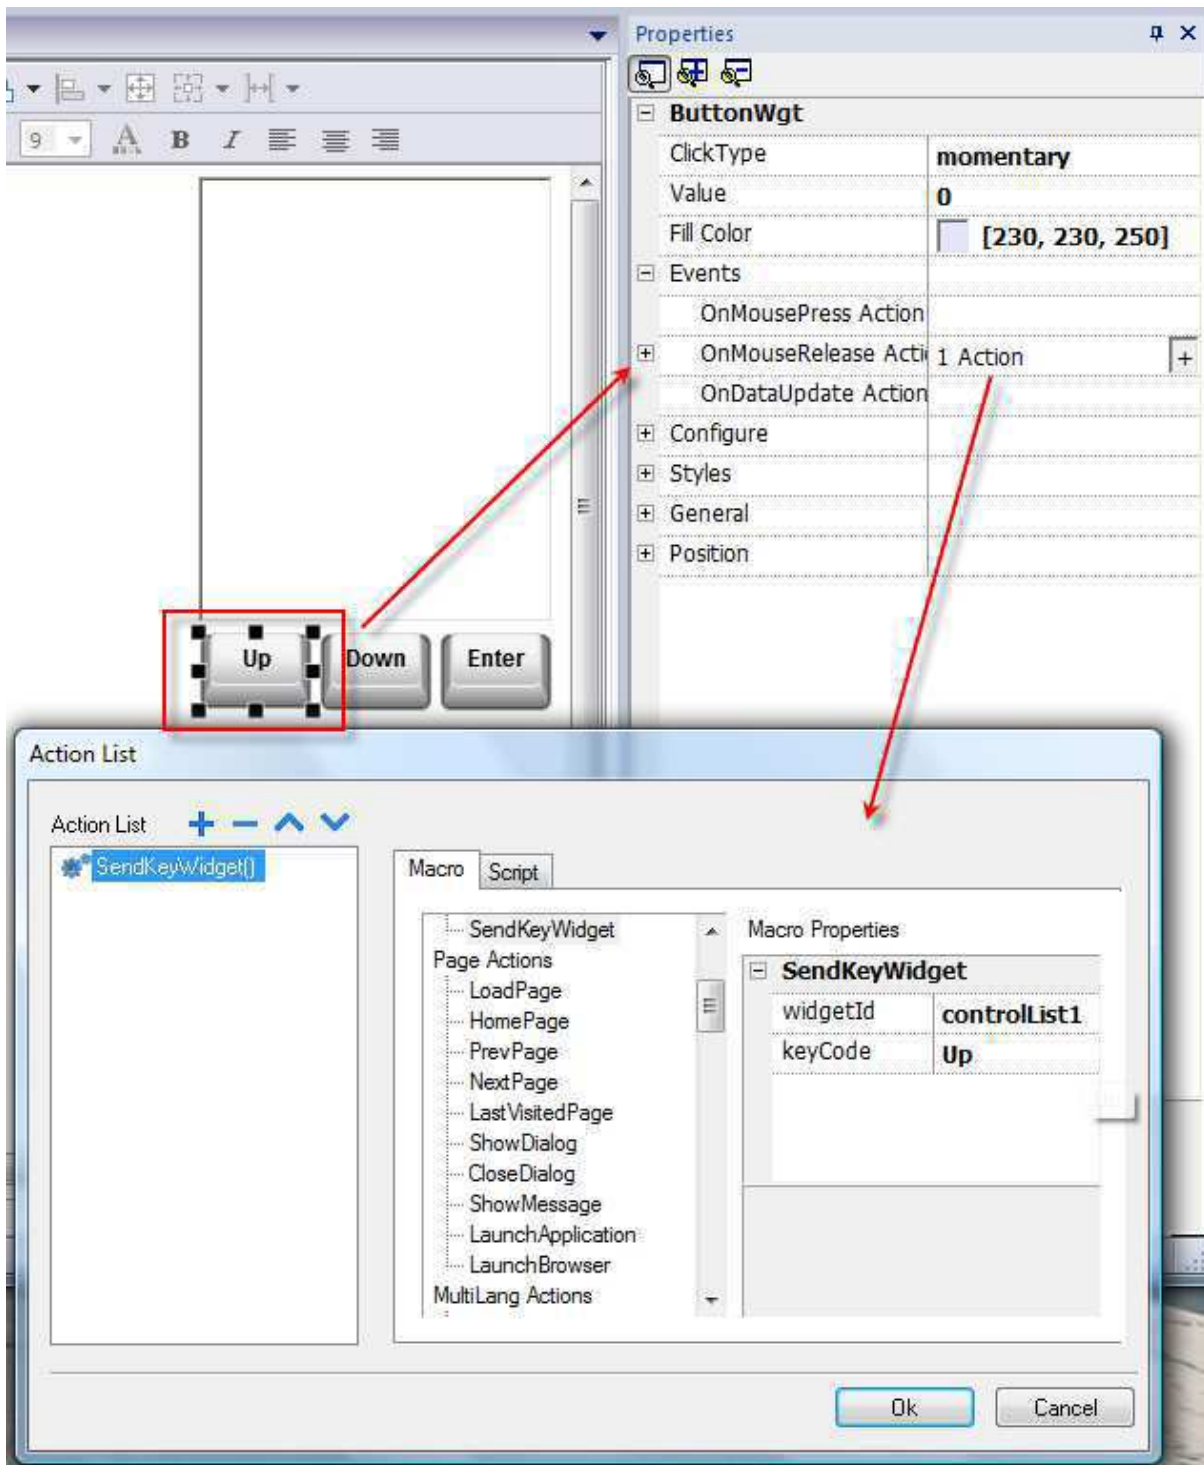 Properties
9 A B I
ButtonWgt
ClickType momentary
Value 0
Fill Color [230, 230, 250]
Events
OnMousePress Action
OnMouseRelease Acti 1 Action +
OnDataUpdate Action
Configure
Styles
General
Position
Up Down Enter
Action List
Action List
SendKeyWidget()
Macro Script
SendKeyWidget
Page Actions
LoadPage
HomePage
PrevPage
NextPage
LastVisitedPage
ShowDialog
CloseDialog
ShowMessage
LaunchApplication
LaunchBrowser
MultiLang Actions
Macro Properties
SendKeyWidget
widgetId controlList1
keyCode Up
Ok Cancel